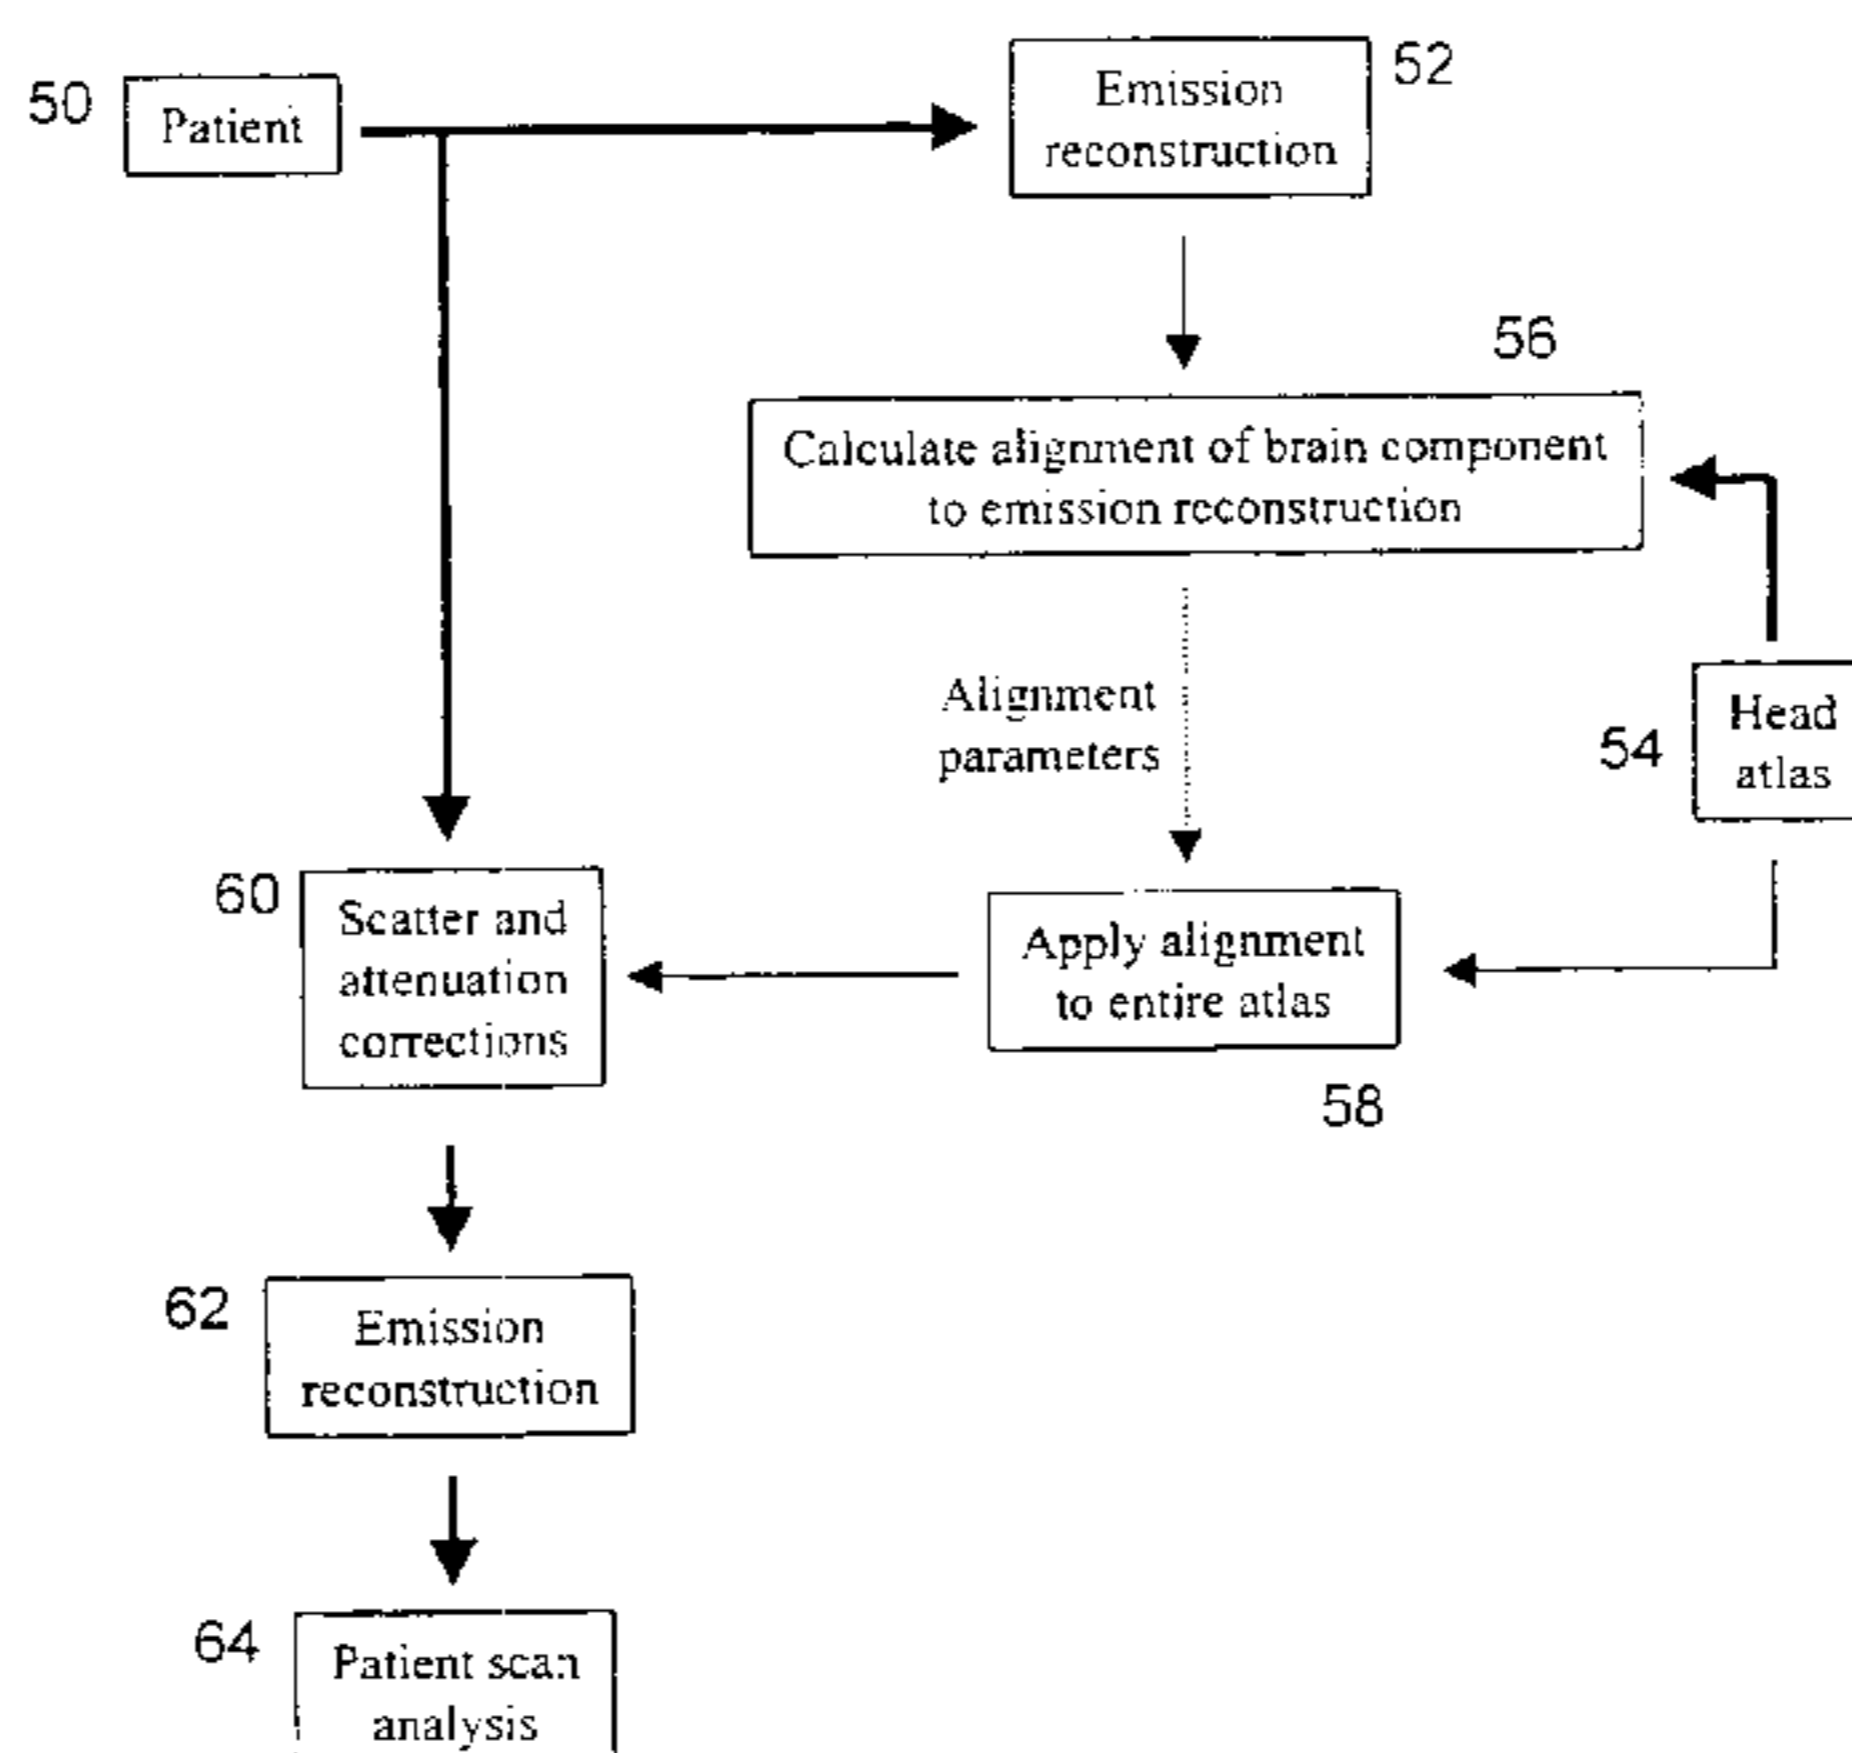 50
Patient
Emission
reconstruction
52
56
Calculate alignment of brain component
to emission reconstruction
Alignment
parameters
54
Head
atlas
60
Scatter and
attenuation
corrections
Apply alignment
to entire atlas
58
62
Emission
reconstruction
64
Patient scan
analysis